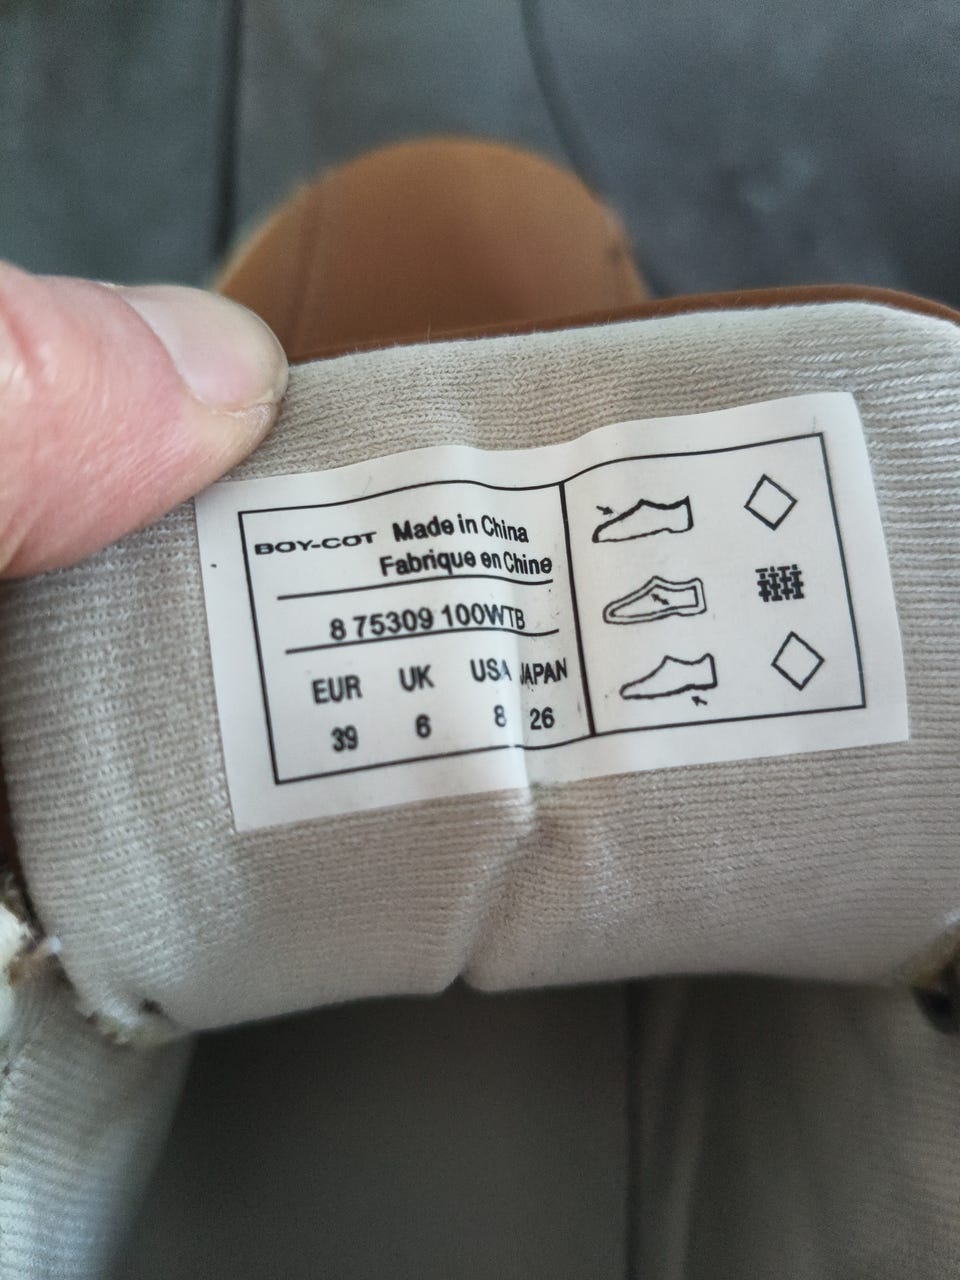 BOY-COT Made in China
Fabrique en Chine
8 75309 100WTB
EUR UK USA JAPAN
39 6 8 26